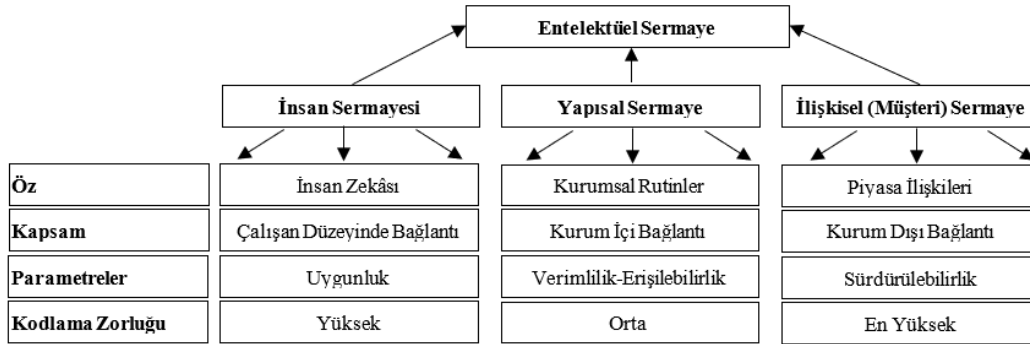 Entelektüel Sermaye
İnsan Sermayesi Yapısal Sermaye İlişkisel (Müşteri) Sermaye
Öz İnsan Zekâsı Kurumsal Rutinler Piyasa İlişkileri
Kapsam Çalışan Düzeyinde Bağlantı Kurum İçi Bağlantı Kurum Dışı Bağlantı
Parametreler Uygunluk Verimlilik-Erişilebilirlik Sürdürülebilirlik
Kodlama Zorluğu Yüksek Orta En Yüksek